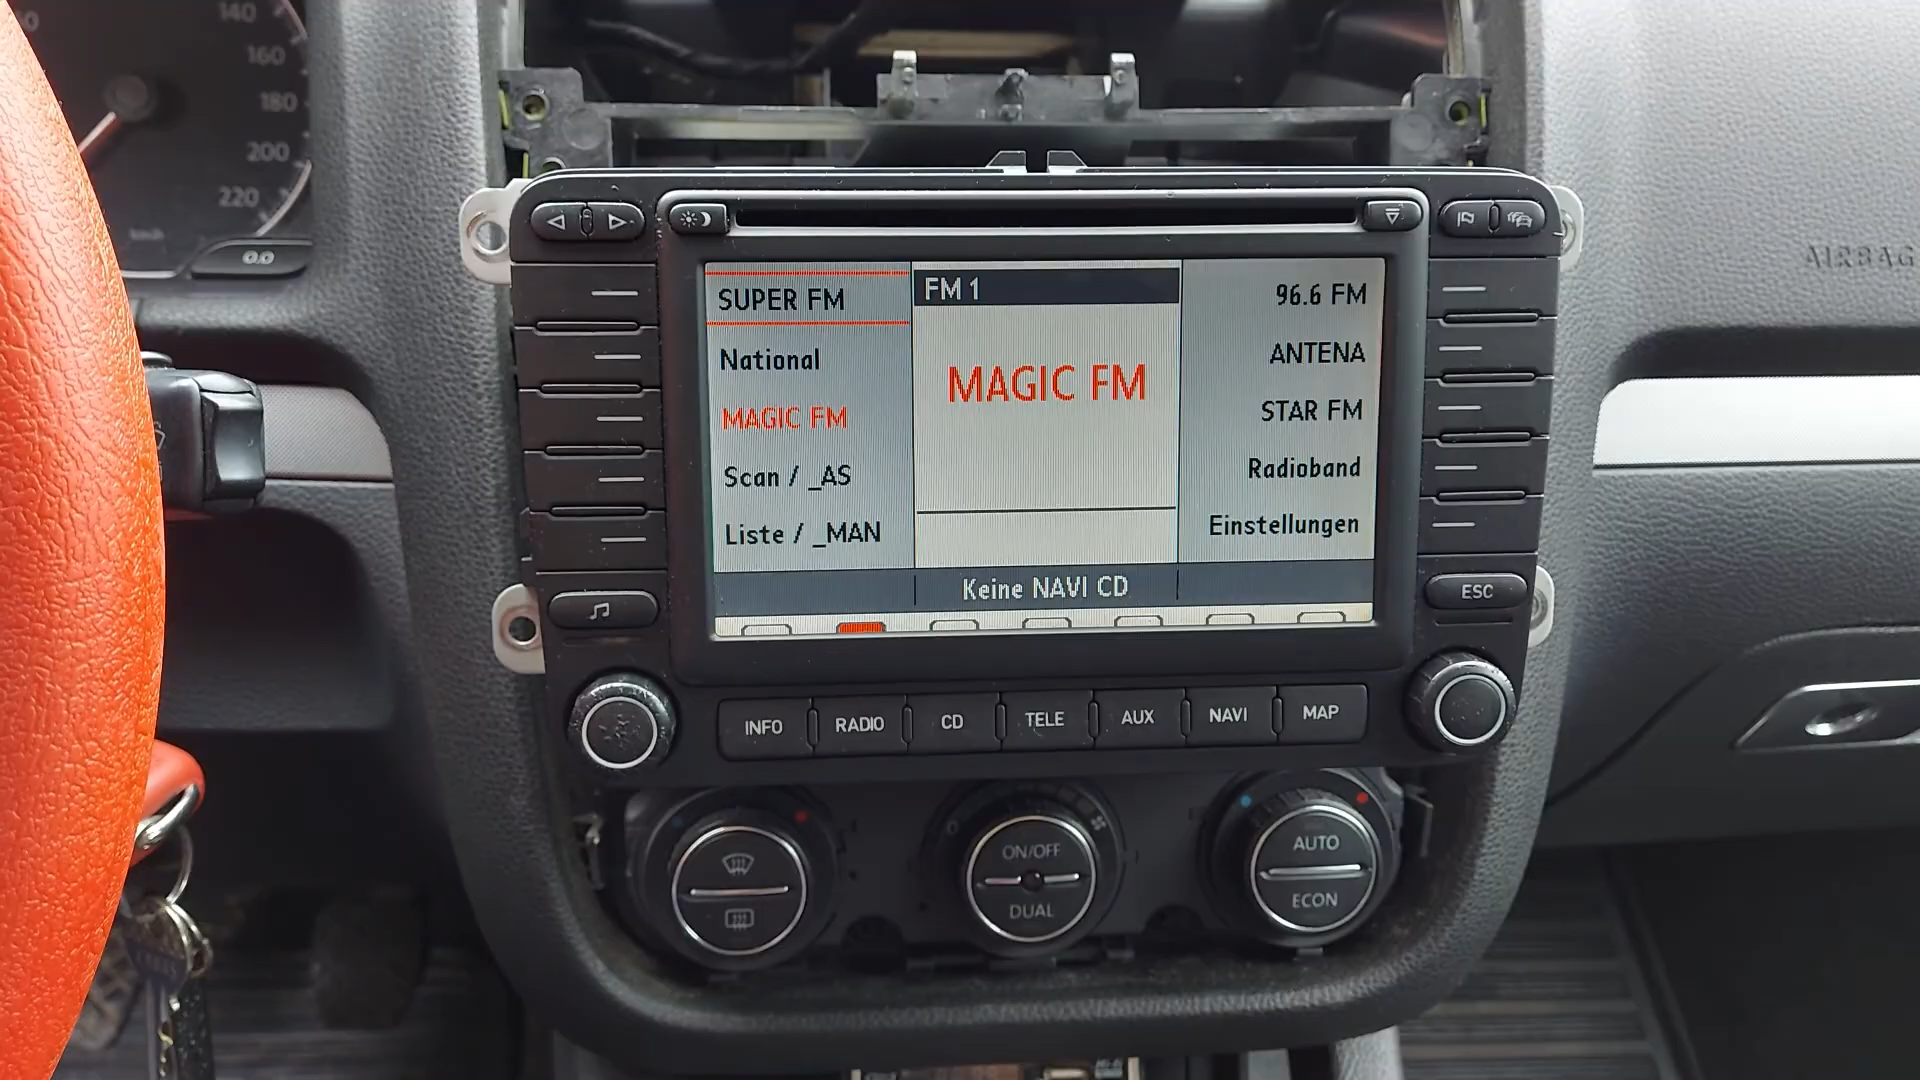 140
160
180
200
220
km/h
0.0
AIRBAG
SUPER FM
National
MAGIC FM
Scan / _AS
Liste / _MAN
FM 1
MAGIC FM
96.6 FM
ANTENA
STAR FM
Radioband
Einstellungen
Keine NAVI CD
ESC
INFO
RADIO
CD
TELE
AUX
NAVI
MAP
0
ON/OFF
DUAL
AUTO
ECON